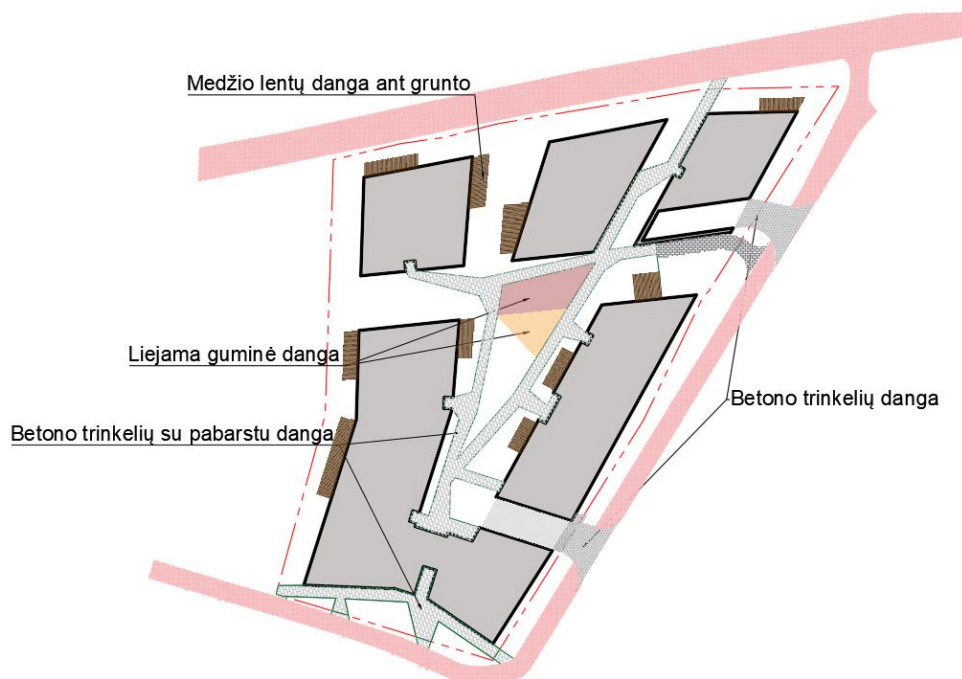 Medžio lentų danga ant grunto
Liejama guminė danga
Betono trinkelių danga
Betono trinkelių su pabarstu danga